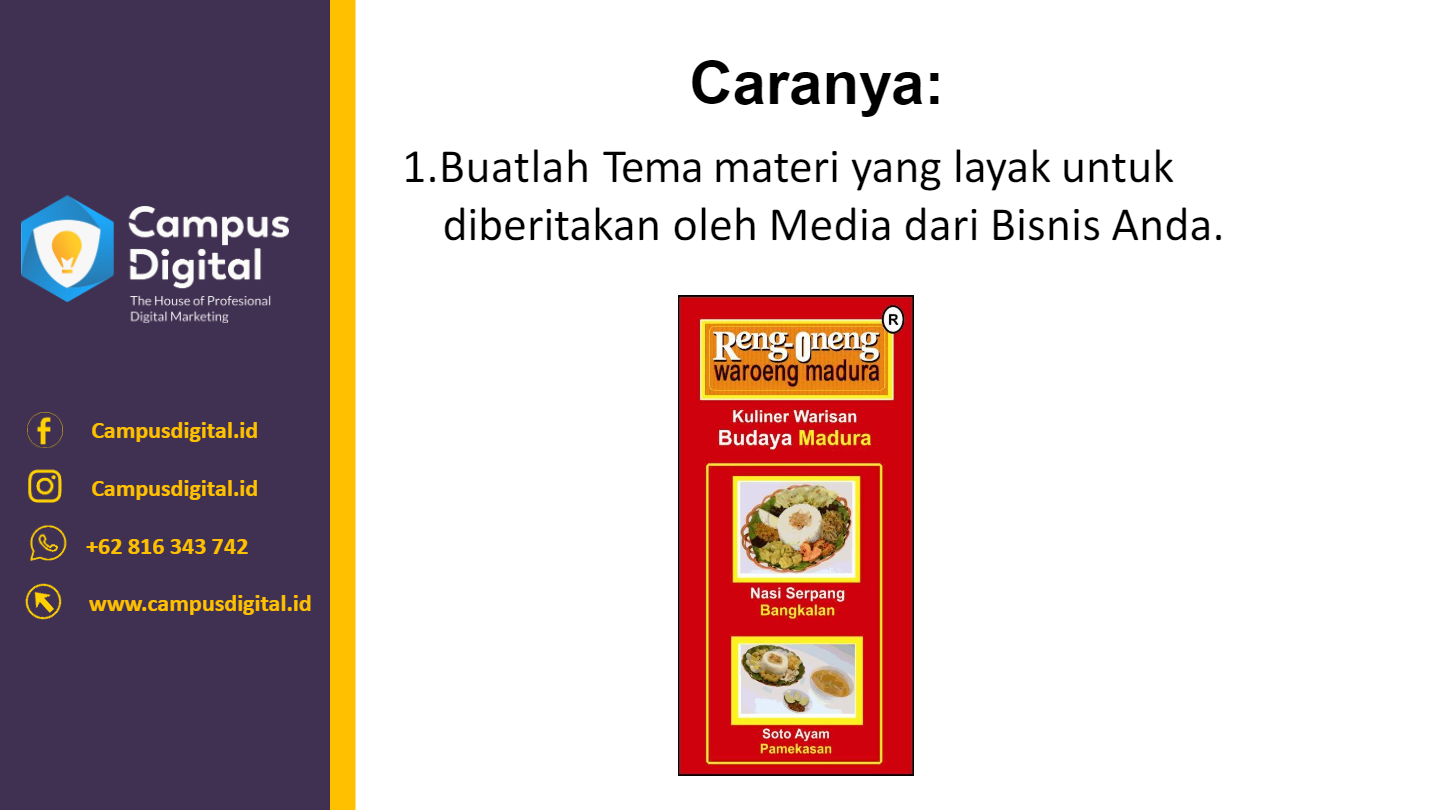 Campus
Digital
The House of Profesional
Digital Marketing
Campusdigital.id
Campusdigital.id
+62 816 343 742
www.campusdigital.id
Caranya:
1.Buatlah Tema materi yang layak untuk
diberitakan oleh Media dari Bisnis Anda.
R
Reng-Oneng
waroeng madura
Kuliner Warisan
Budaya Madura
Nasi Serpang
Bangkalan
Soto Ayam
Pamekasan